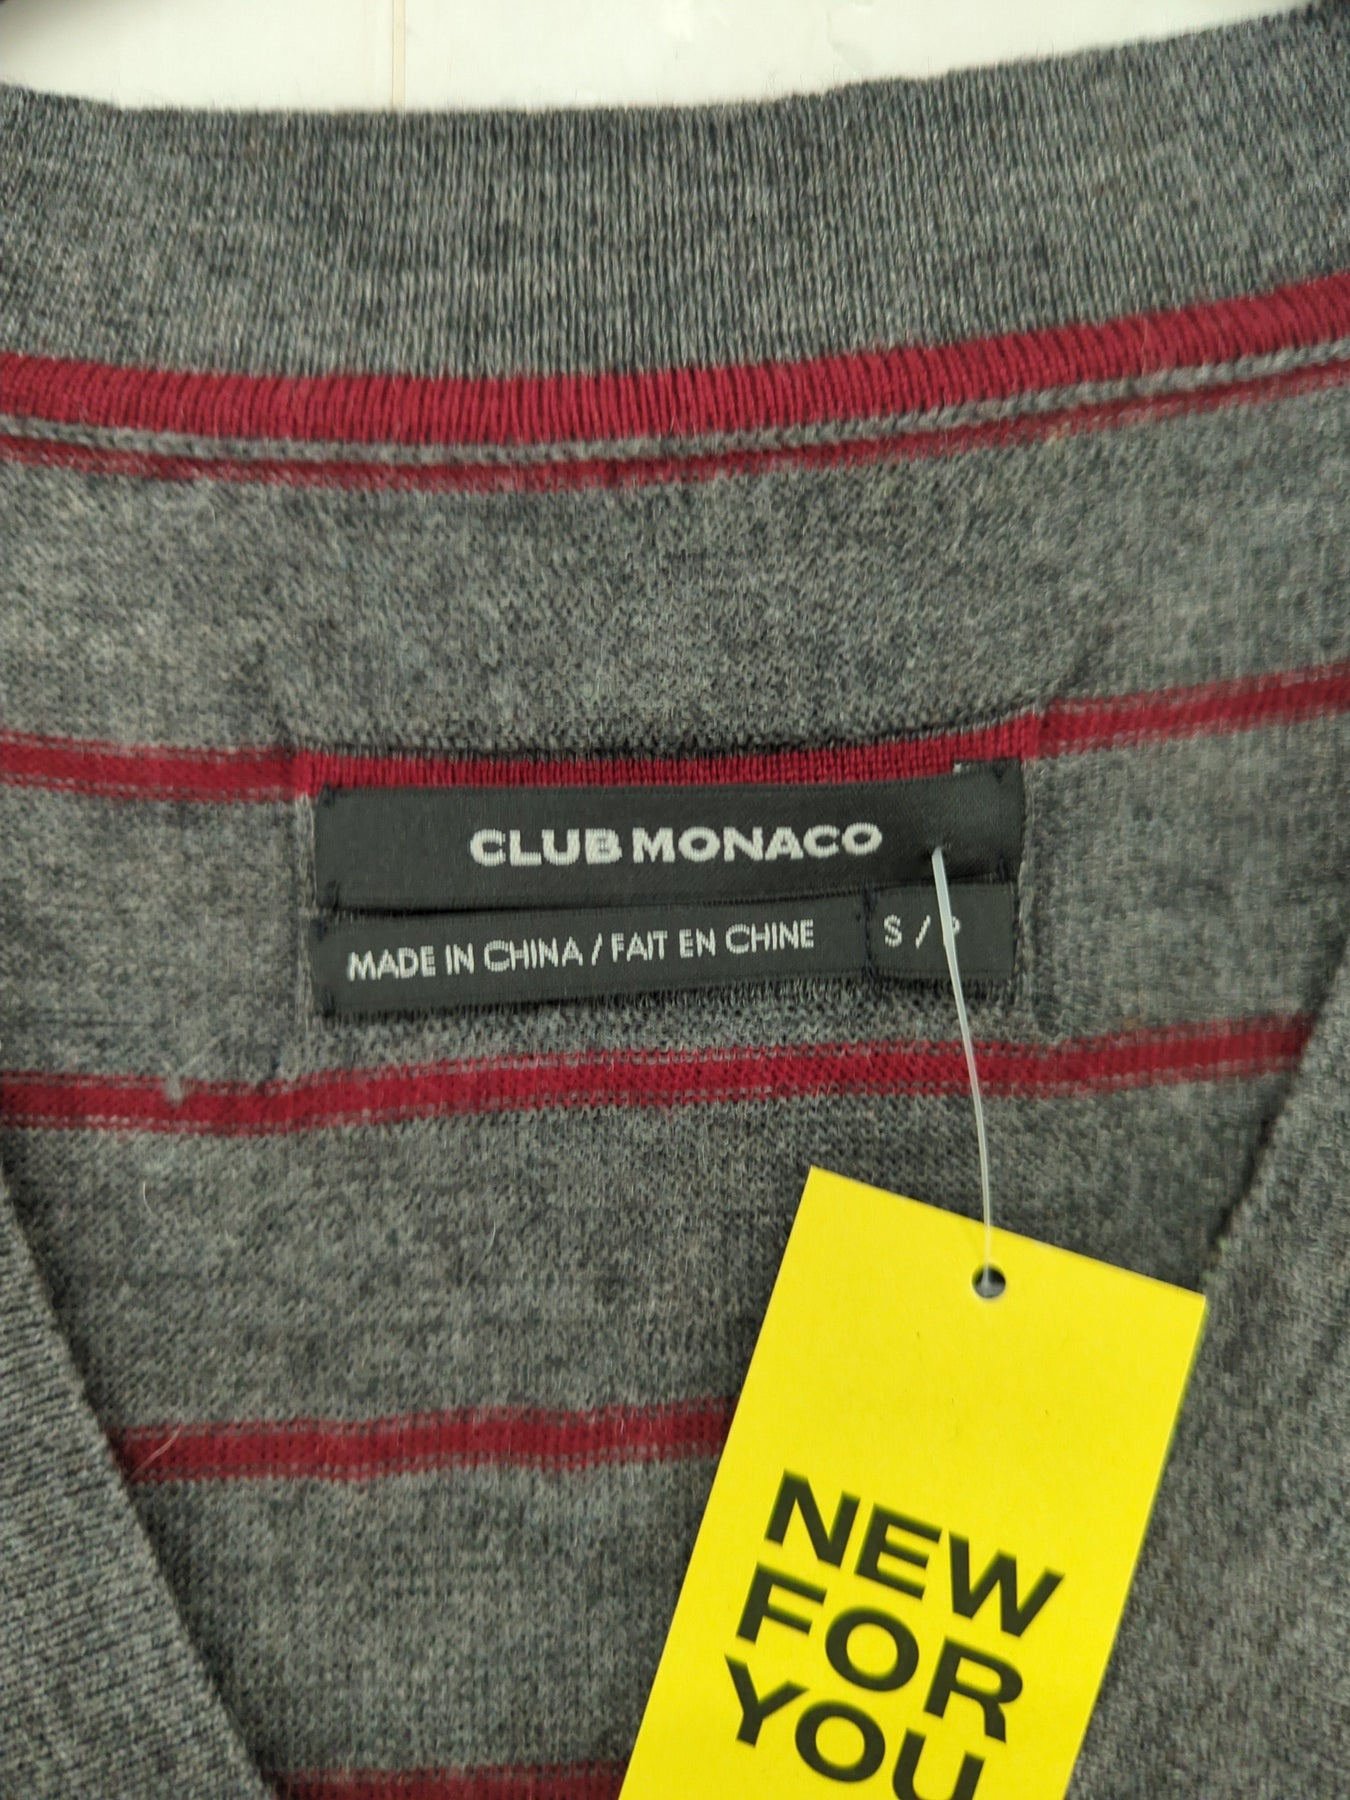 CLUB MONACO
MADE IN CHINA / FAIT EN CHINE
S / P
NEW
FOR
YOU